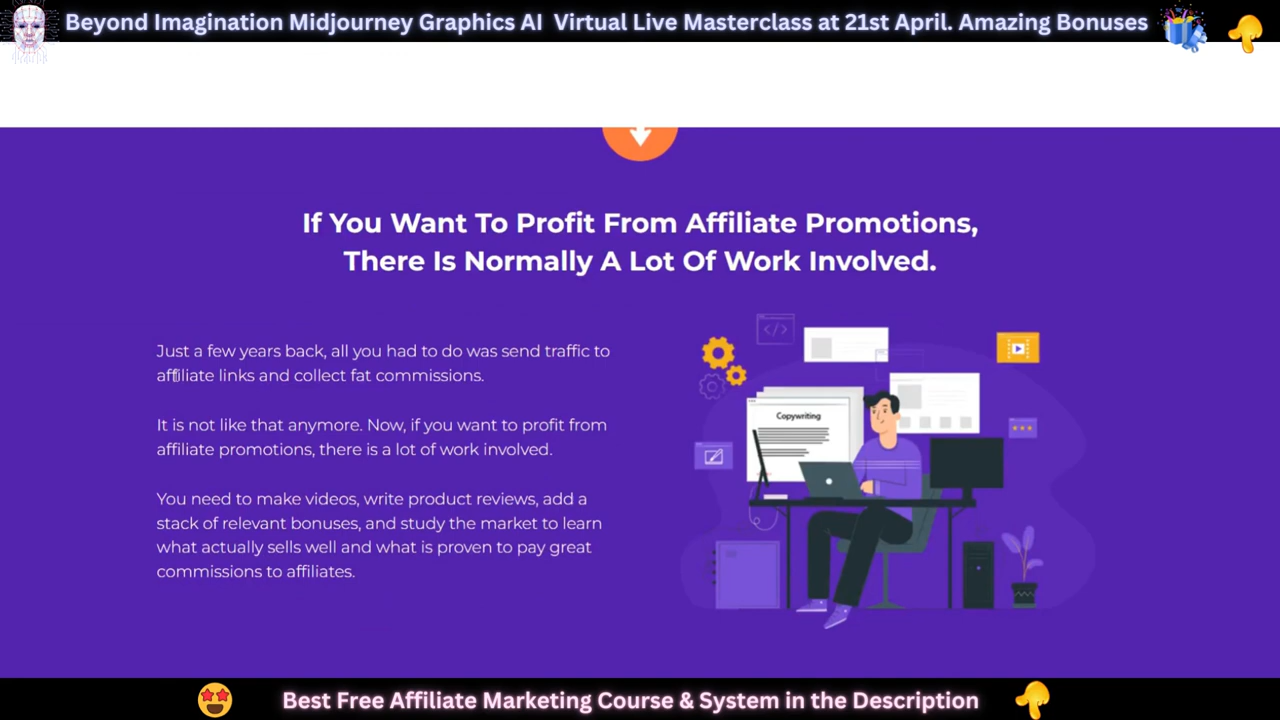 Beyond Imagination Midjourney Graphics AI Virtual Live Masterclass at 21st April. Amazing Bonuses
If You Want To Profit From Affiliate Promotions,
There Is Normally A Lot Of Work Involved.
Just a few years back, all you had to do was send traffic to
affiliate links and collect fat commissions.
It is not like that anymore. Now, if you want to profit from
affiliate promotions, there is a lot of work involved.
You need to make videos, write product reviews, add a
stack of relevant bonuses, and study the market to learn
what actually sells well and what is proven to pay great
commissions to affiliates.
</>
Copywriting
Best Free Affiliate Marketing Course & System in the Description